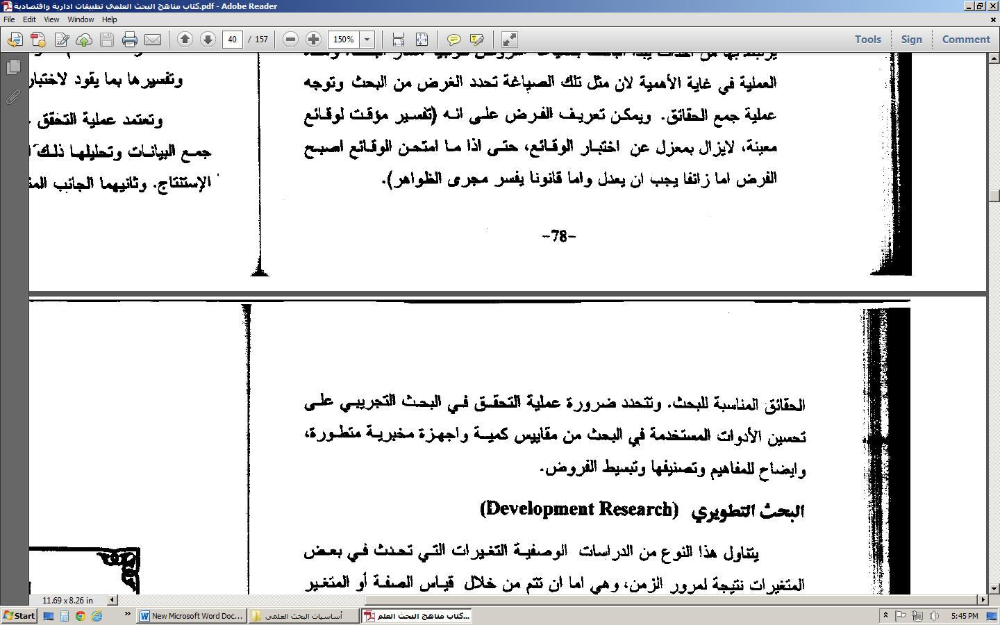 كتاب مناهج البحث العلمي تطبيقات ادارية واقتصادية.pdf - Adobe Reader
File Edit View Window Help
40 / 157 150% Tools Sign Comment
العملية في غاية الأهمية لان مثل تلك الصياغة تحدد الغرض من البحث وتوجه
عملية جمع الحقائق. ويمكن تعريف الفرض على انه (تفسير مؤقت لوقائع
معينة، لايزال بمعزل عن اختبار الوقائع، حتى اذا ما امتحن الوقائع اصبح
الفرض اما زائفا يجب ان يعدل واما قانونا يفسر مجرى الظواهر).
-78-
وتفسيرها بما يقود لاختبار
وتعتمد عملية التحقق
جمع البيانات وتحليلها ذلك
الإستنتاج. وثانيهما الجانب
الحقائق المناسبة للبحث. وتتحدد ضرورة عملية التحقق في البحث التجريبي على
تحسين الأدوات المستخدمة في البحث من مقاييس كمية واجهزة مخبرية متطورة،
وايضاح للمفاهيم وتصنيفها وتبسيط الفروض.
البحث التطويري (Development Research)
يتناول هذا النوع من الدراسات الوصفية التغيرات التي تحدث في بعض
المتغيرات نتيجة لمرور الزمن، وهي اما ان تتم من خلال قياس الصفة أو المتغير
11.69 x 8.26 in
Start New Microsoft Word Doc... أساسيات البحث العلمي كتاب مناهج البحث العلم... 5:45 PM